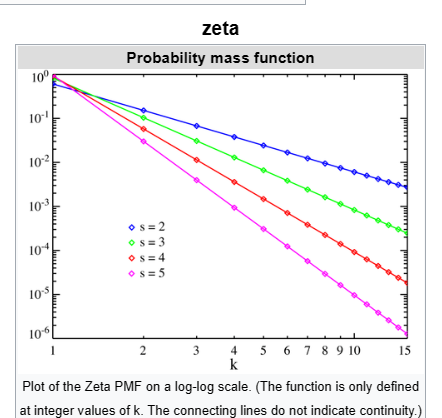 zeta
Probability mass function
10⁰
10⁻¹
10⁻²
10⁻³
10⁻⁴
10⁻⁵
10⁻⁶
s = 2
s = 3
s = 4
s = 5
1 2 3 4 5 6 7 8 9 10 15
k
Plot of the Zeta PMF on a log-log scale. (The function is only defined
at integer values of k. The connecting lines do not indicate continuity.)